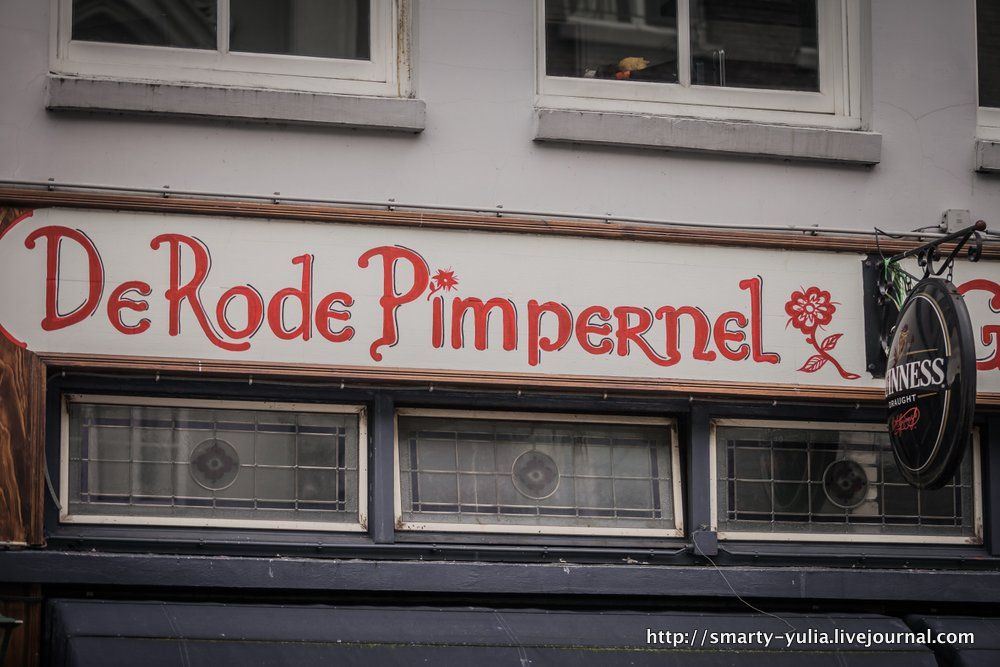 De Rode Pimpernel
G
GUINNESS
DRAUGHT
http://smarty-yulia.livejournal.com